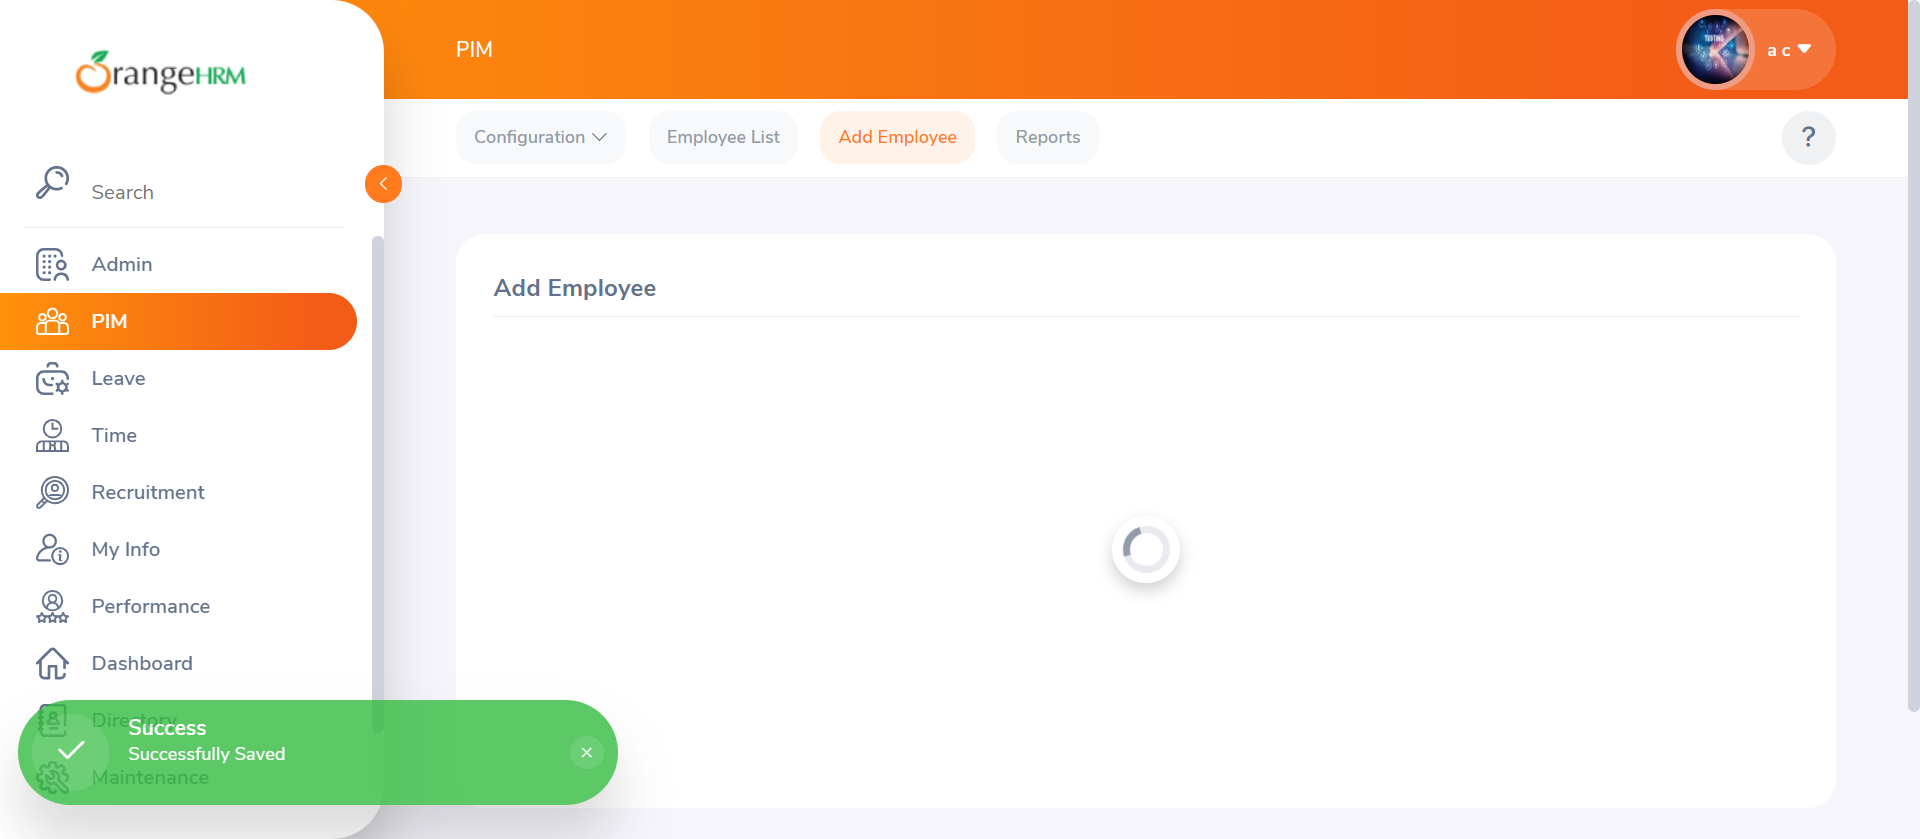 OrangeHRM
PIM
TESTING
a c
Configuration
Employee List
Add Employee
Reports
?
Search
Add Employee
Admin
PIM
Leave
Time
Recruitment
My Info
Performance
Dashboard
Directory
Success
Successfully Saved
Maintenance